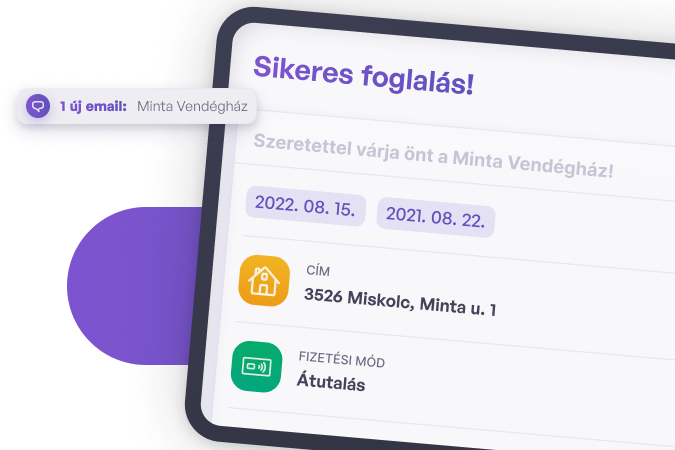 Sikeres foglalás!
1 új email: Minta Vendégház
Szeretettel várja önt a Minta Vendégház!
2022. 08. 15. 2021. 08. 22.
CÍM
3526 Miskolc, Minta u. 1
FIZETÉSI MÓD
Átutalás